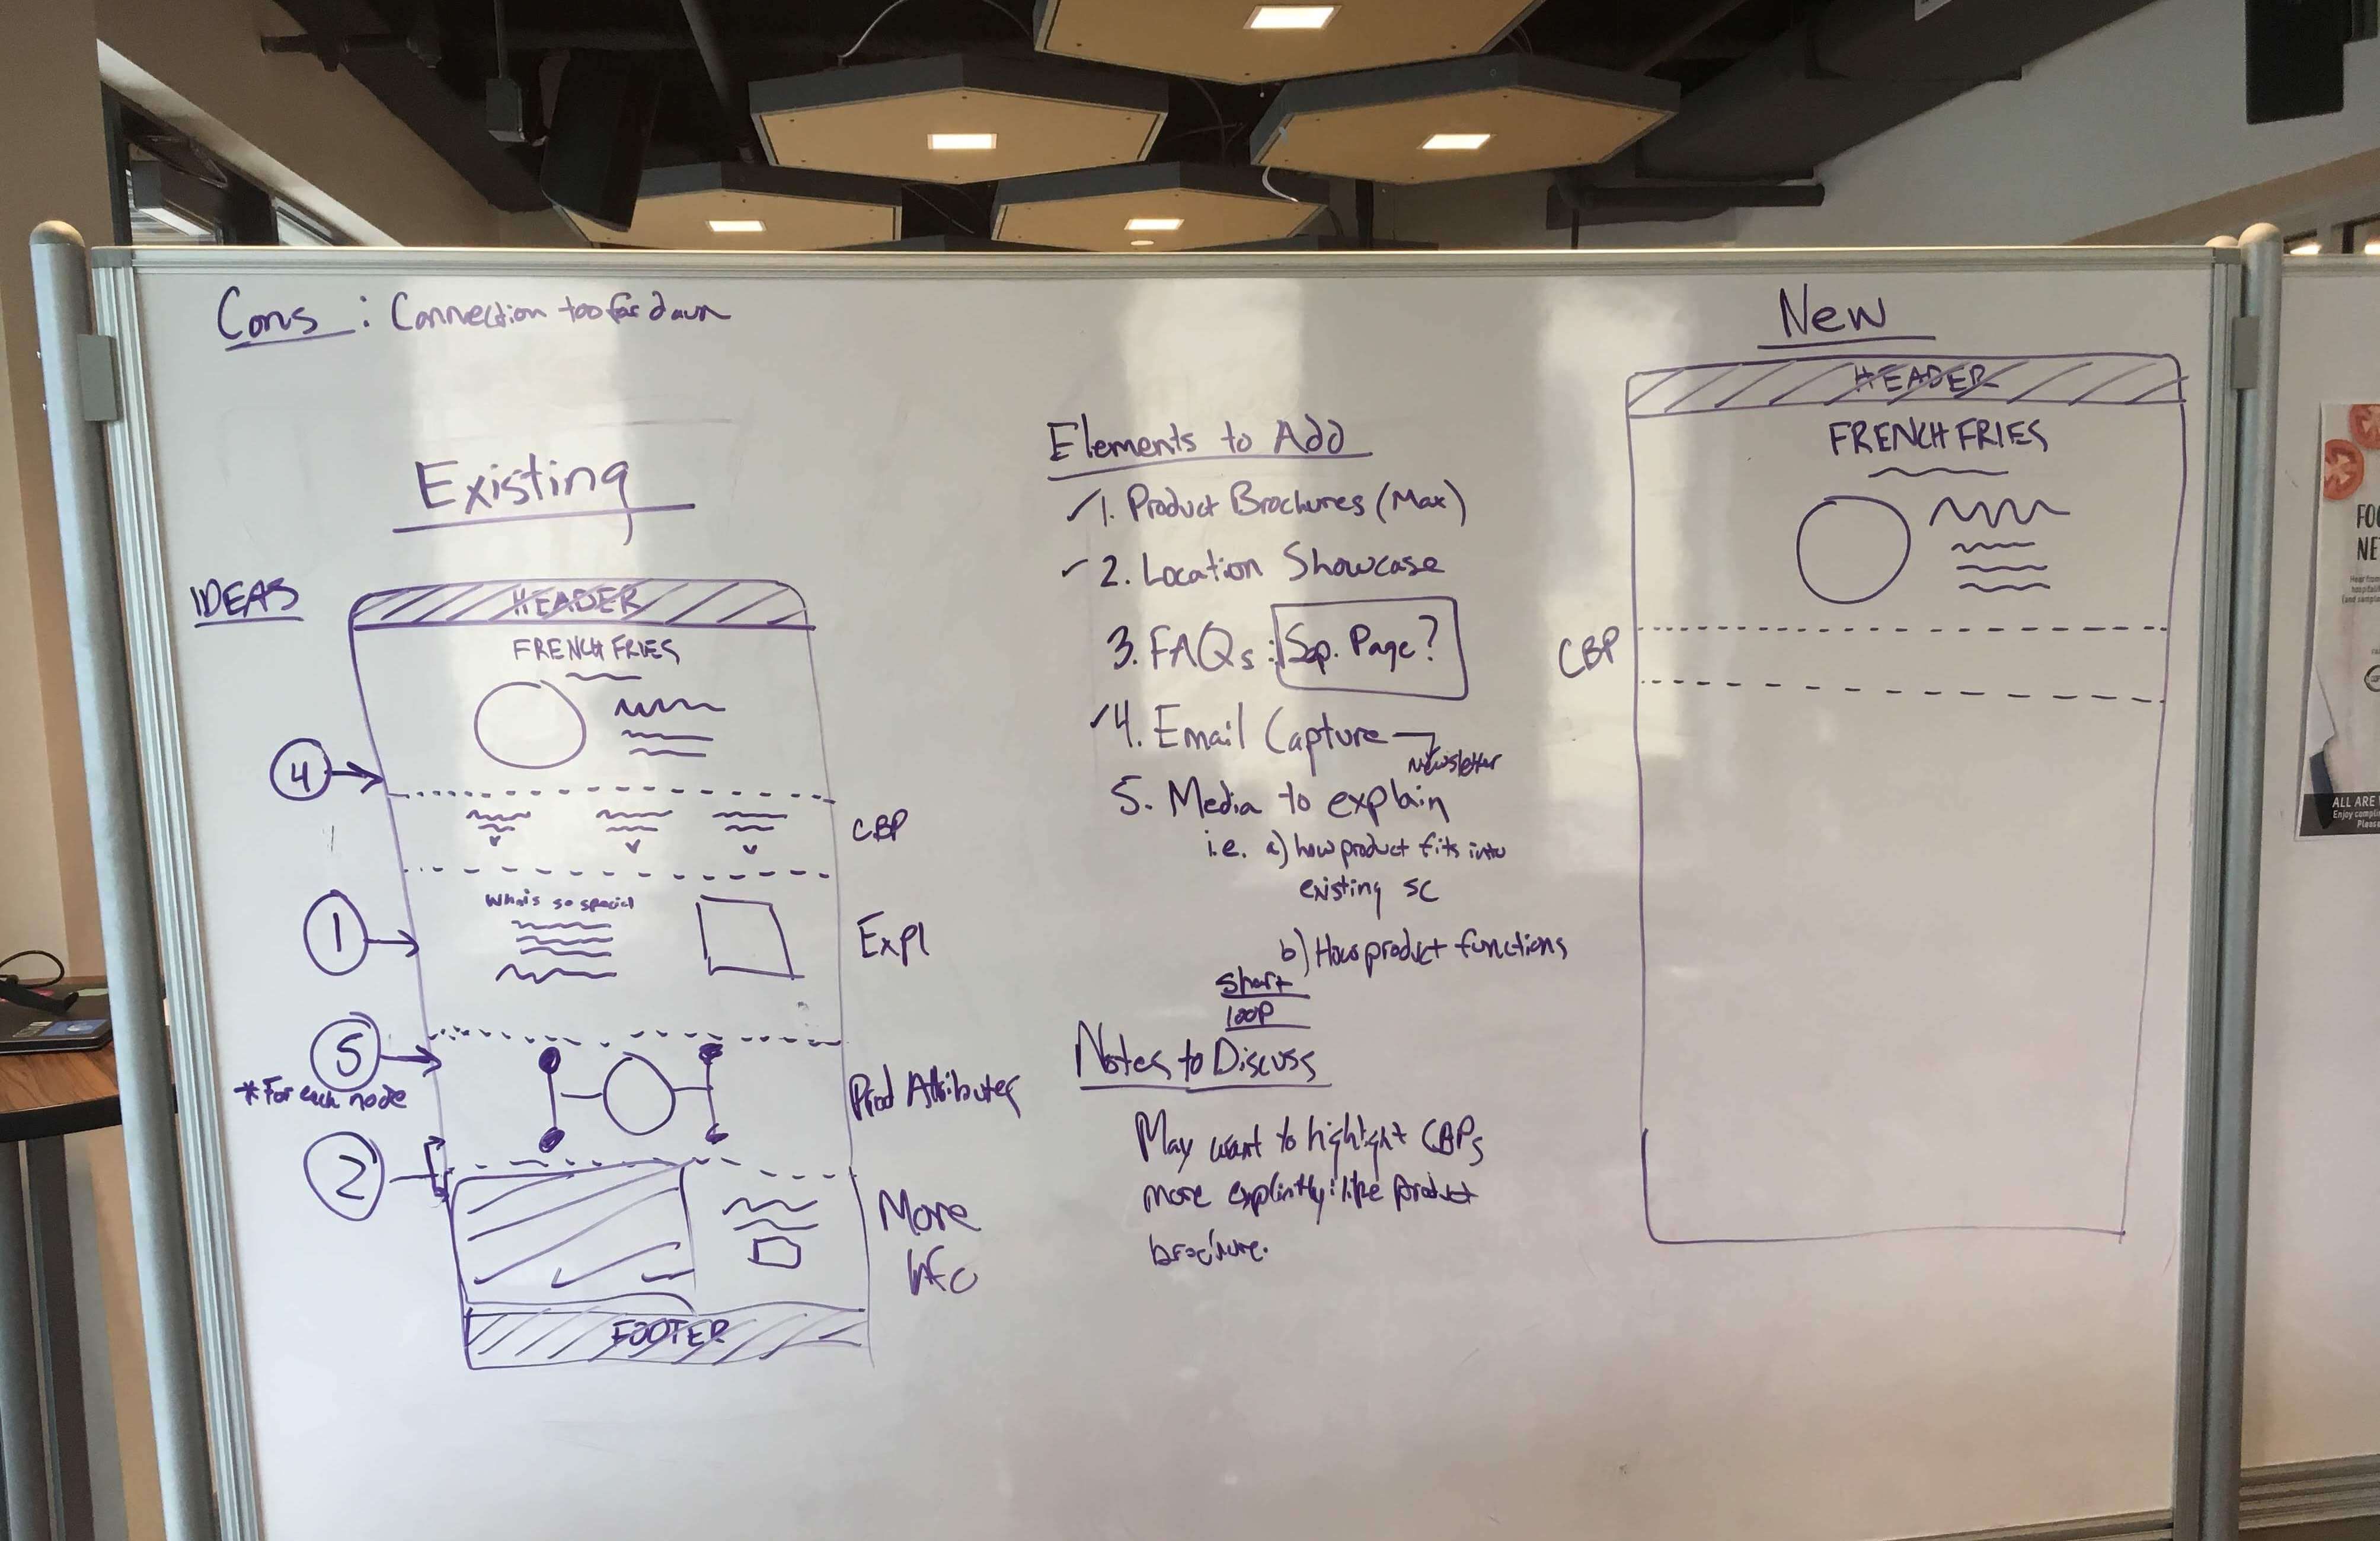 Cons : Connection too far down
Existing
IDEAS
HEADER
FRENCH FRIES
4
CBP
1
What's so special
Expl
5
*For each node
Prod Attributes
2
More
Info
FOOTER
Elements to Add
✓1. Product Brochures (Max)
✓2. Location Showcase
3. FAQs : Sep. Page?
✓4. Email Capture →
newsletter
5. Media to explain
i.e. a) how product fits into
existing SC
b) How product functions
short
loop
Notes to Discuss
May want to highlight CBPs
more explicitly: like product
brochure.
New
HEADER
FRENCH FRIES
CBP
ALL ARE